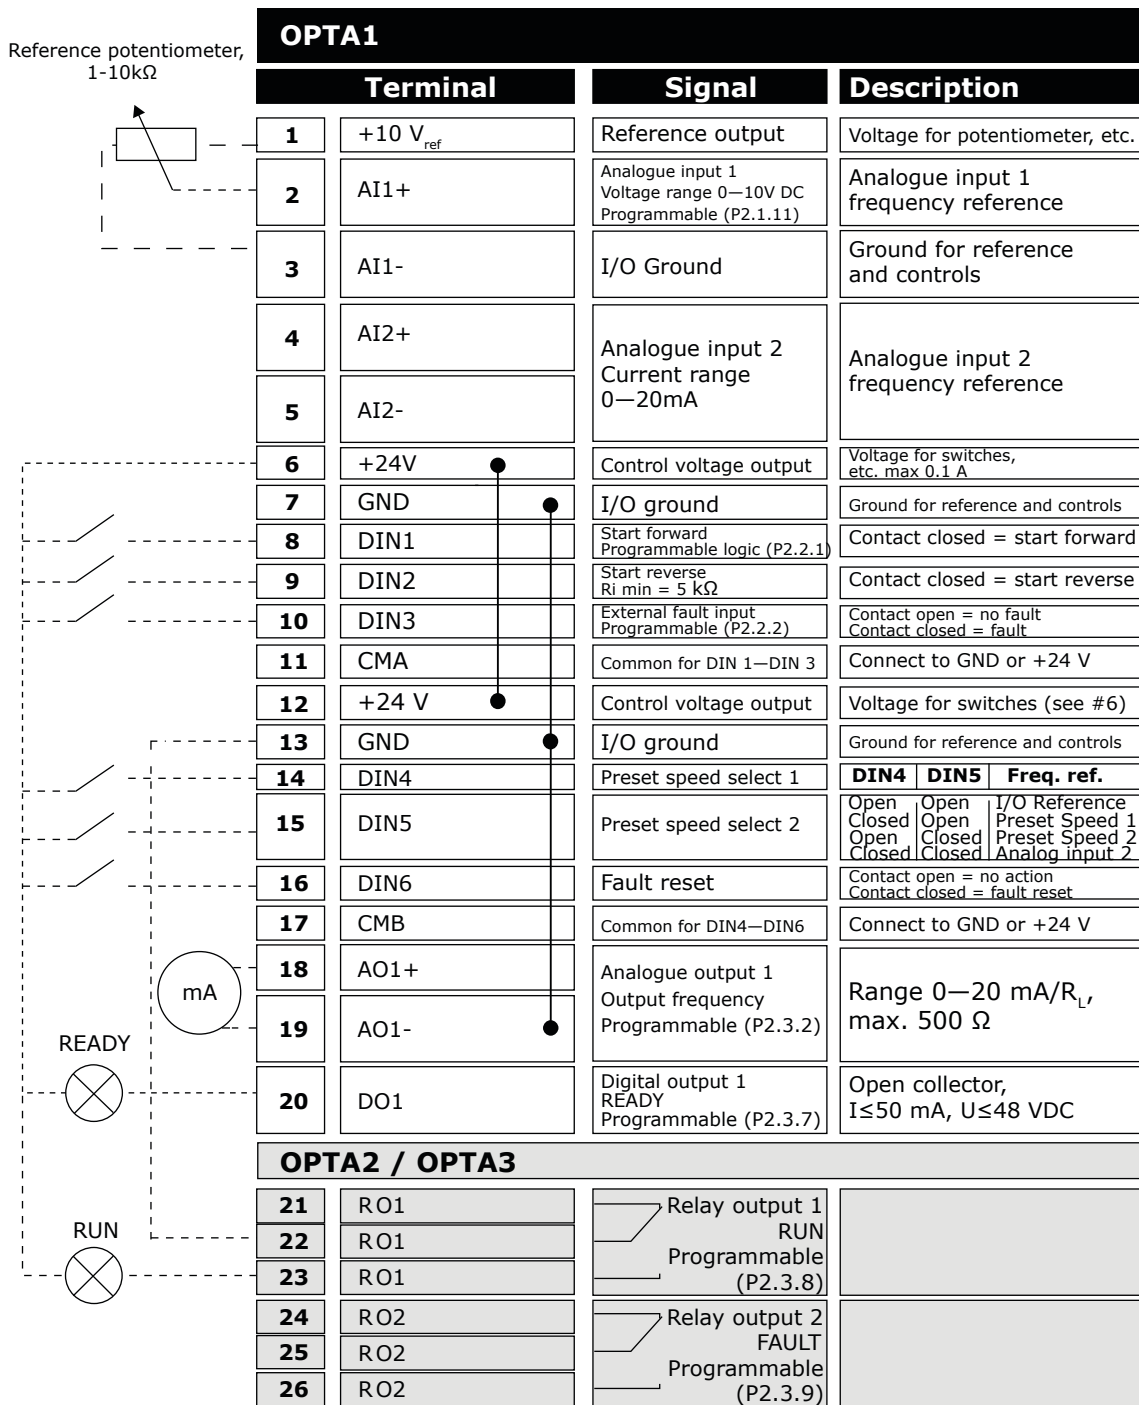 Reference potentiometer,
1-10kΩ
OPTA1
Terminal Signal Description
1 +10 Vref Reference output Voltage for potentiometer, etc.
2 AI1+ Analogue input 1
Voltage range 0—10V DC
Programmable (P2.1.11)
Analogue input 1
frequency reference
3 AI1- I/O Ground Ground for reference
and controls
4 AI2+
5 AI2-
Analogue input 2
Current range
0—20mA
Analogue input 2
frequency reference
6 +24V Control voltage output Voltage for switches,
etc. max 0.1 A
7 GND I/O ground Ground for reference and controls
8 DIN1 Start forward
Programmable logic (P2.2.1)
Contact closed = start forward
9 DIN2 Start reverse
Ri min = 5 kΩ
Contact closed = start reverse
10 DIN3 External fault input
Programmable (P2.2.2)
Contact open = no fault
Contact closed = fault
11 CMA Common for DIN 1—DIN 3 Connect to GND or +24 V
12 +24 V Control voltage output Voltage for switches (see #6)
13 GND I/O ground Ground for reference and controls
14 DIN4 Preset speed select 1 DIN4 DIN5 Freq. ref.
15 DIN5 Preset speed select 2
Open Open I/O Reference
Closed Open Preset Speed 1
Open Closed Preset Speed 2
Closed Closed Analog input 2
16 DIN6 Fault reset Contact open = no action
Contact closed = fault reset
17 CMB Common for DIN4—DIN6 Connect to GND or +24 V
mA
18 AO1+
19 AO1-
Analogue output 1
Output frequency
Programmable (P2.3.2)
Range 0—20 mA/RL,
max. 500 Ω
READY
20 DO1 Digital output 1
READY
Programmable (P2.3.7)
Open collector,
I≤50 mA, U≤48 VDC
OPTA2 / OPTA3
RUN
21 RO1
22 RO1
23 RO1
Relay output 1
RUN
Programmable
(P2.3.8)
24 RO2
25 RO2
26 RO2
Relay output 2
FAULT
Programmable
(P2.3.9)